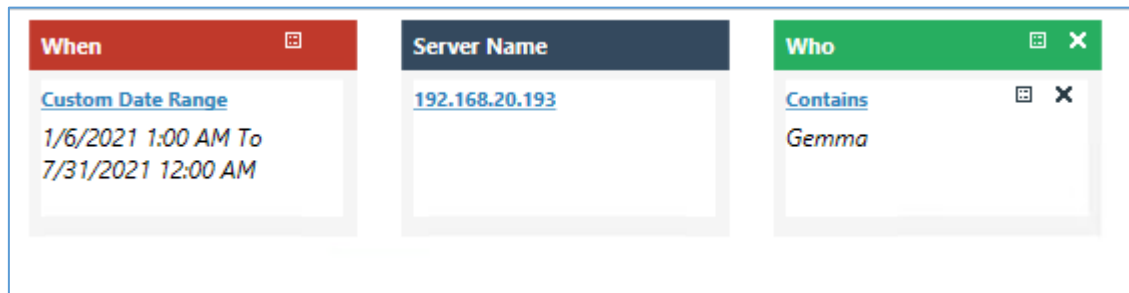 When
Custom Date Range
1/6/2021 1:00 AM To
7/31/2021 12:00 AM
Server Name
192.168.20.193
Who
Contains
Gemma